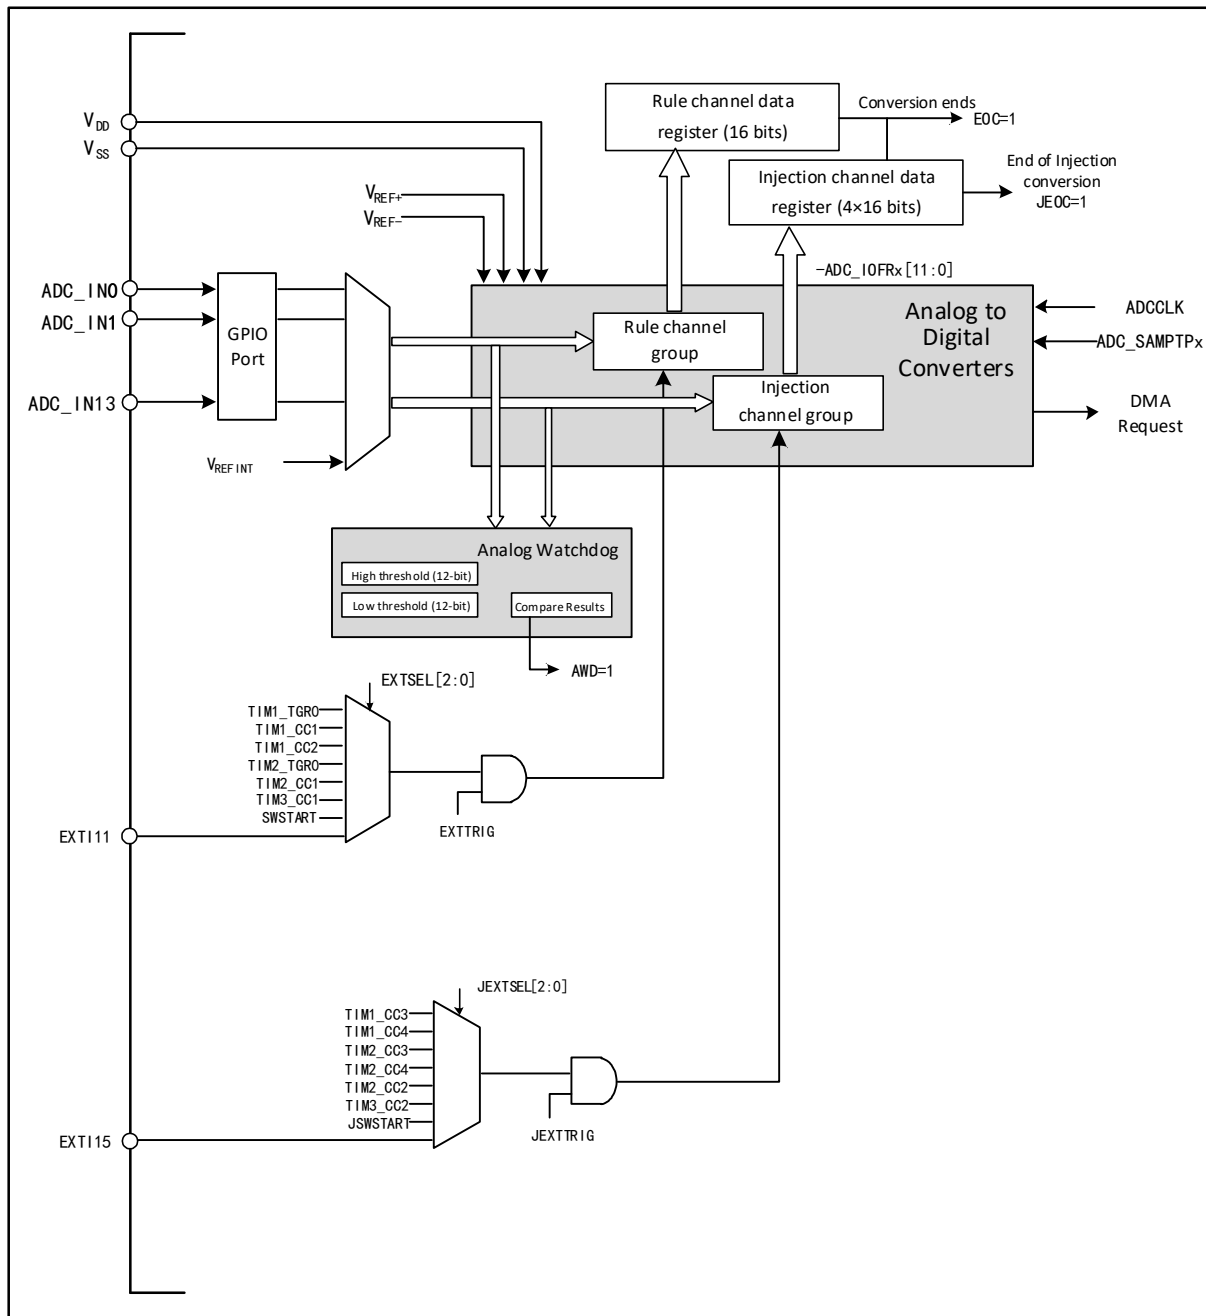 Rule channel data
register (16 bits)
Conversion ends
EOC=1
VDD
VSS
Injection channel data
register (4×16 bits)
End of Injection
conversion
JEOC=1
VREF+
VREF-
-ADC_IOFRx[11:0]
ADC_IN0
ADC_IN1
ADC_IN13
GPIO
Port
Rule channel
group
Analog to
Digital
Converters
ADCCLK
ADC_SAMPTPx
Injection
channel group
DMA
Request
VREFINT
Analog Watchdog
High threshold (12-bit)
Low threshold (12-bit)
Compare Results
AWD=1
EXTSEL[2:0]
TIM1_TGRO
TIM1_CC1
TIM1_CC2
TIM2_TGRO
TIM2_CC1
TIM3_CC1
SWSTART
EXTI11
EXTTRIG
JEXTSEL[2:0]
TIM1_CC3
TIM1_CC4
TIM2_CC3
TIM2_CC4
TIM2_CC2
TIM3_CC2
JSWSTART
EXTI15
JEXTTRIG